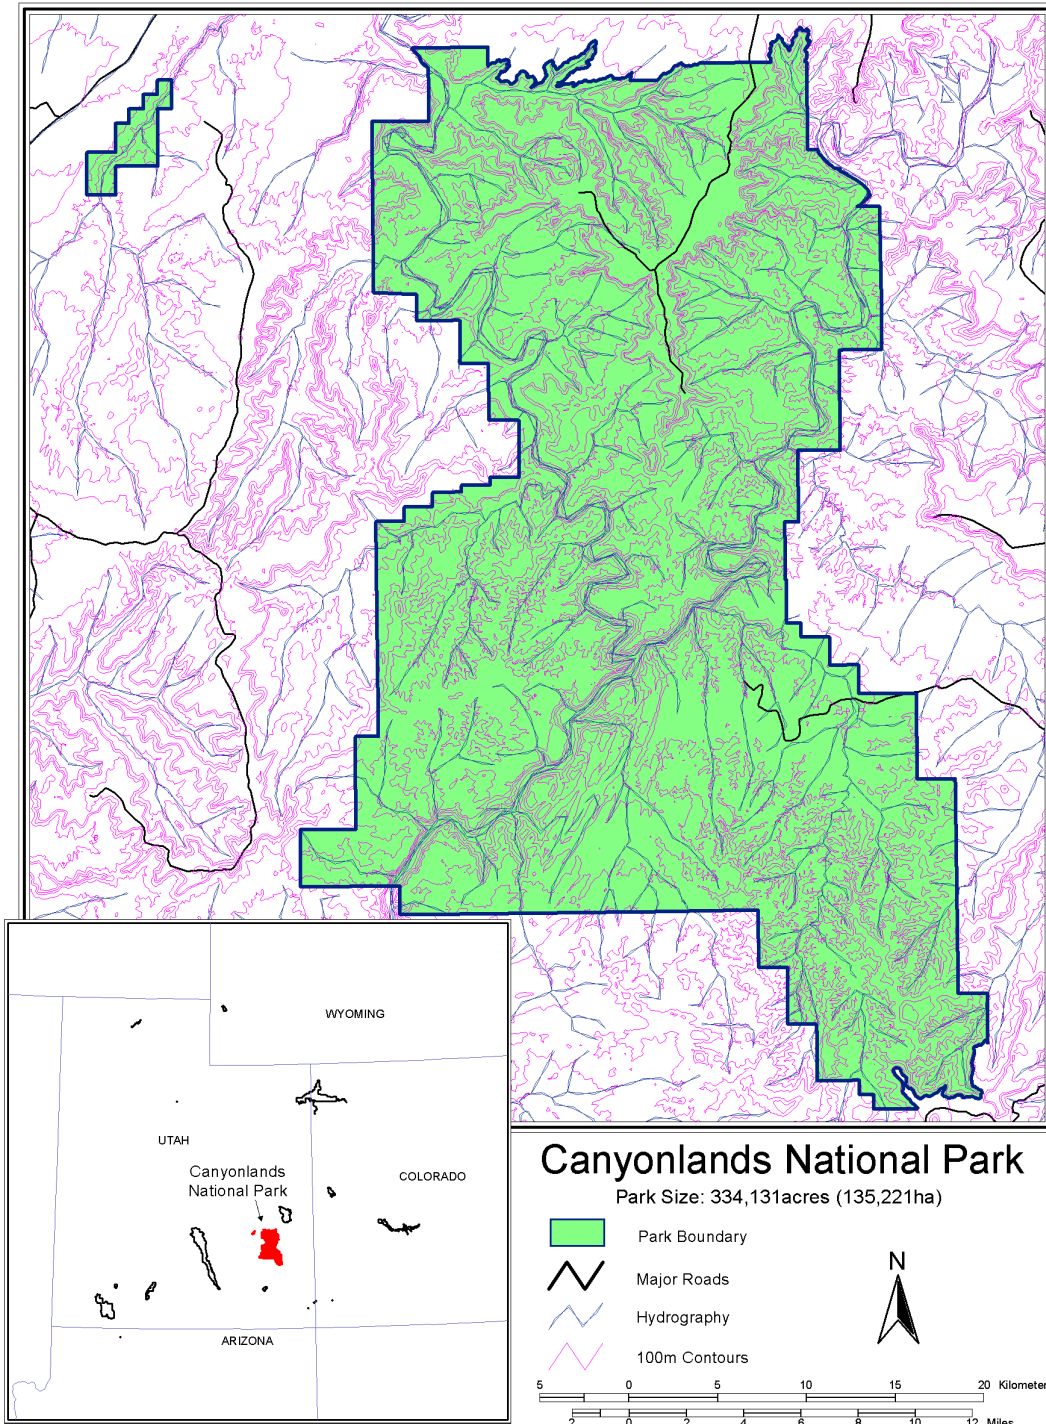 WYOMING
UTAH
Canyonlands
National Park
COLORADO
ARIZONA
Canyonlands National Park
Park Size: 334,131acres (135,221ha)
Park Boundary
Major Roads
Hydrography
100m Contours
N
5 0 5 10 15 20 Kilometer
2 0 2 4 6 8 10 12 Miles